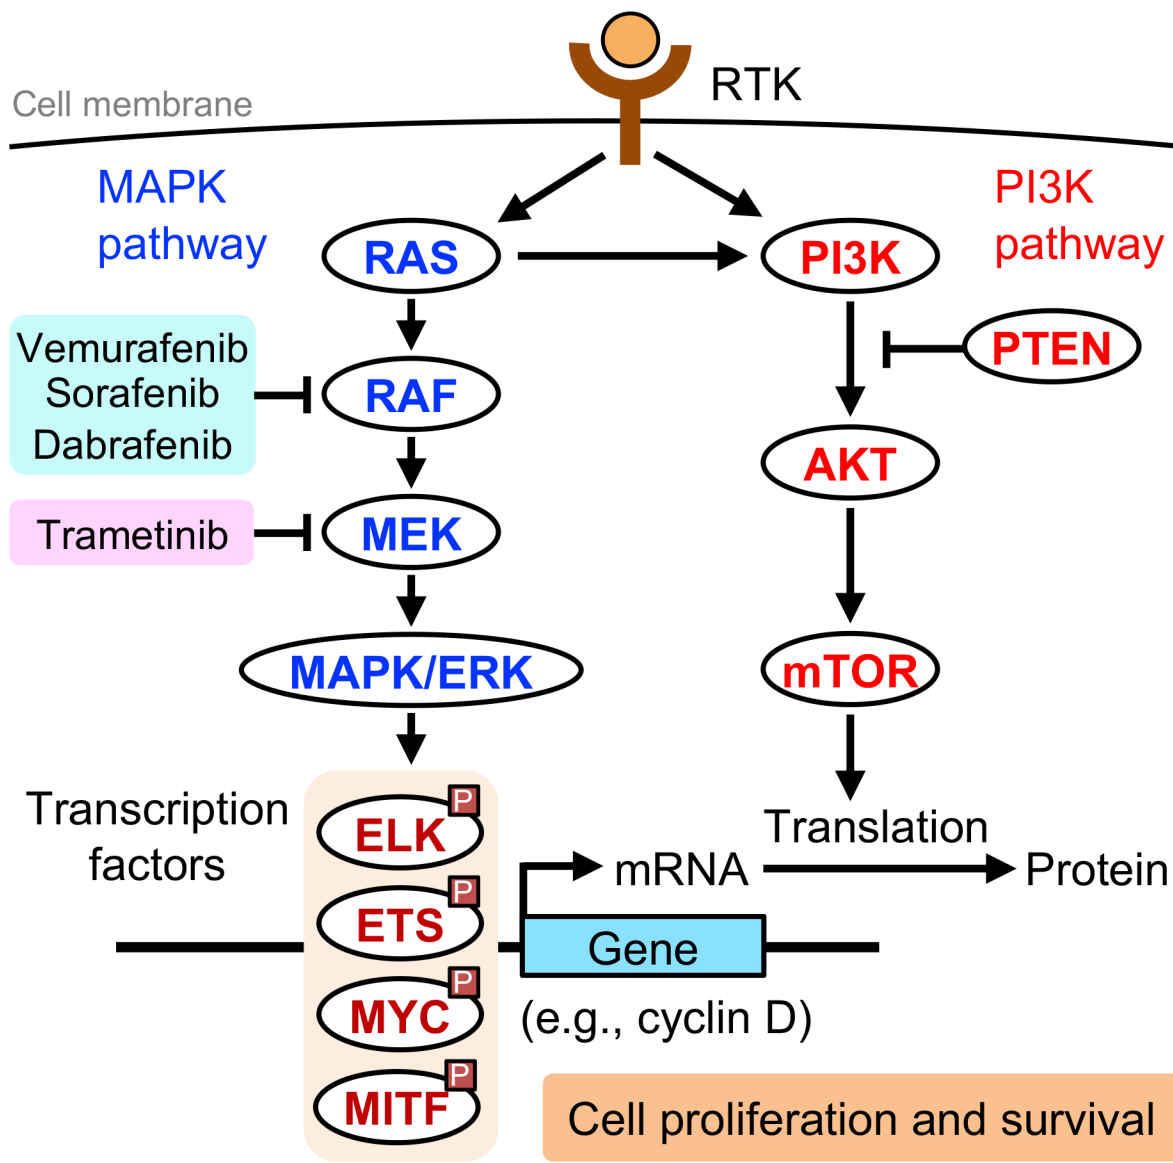 RTK
Cell membrane
MAPK
pathway
PI3K
pathway
RAS
PI3K
Vemurafenib
Sorafenib
Dabrafenib
PTEN
RAF
AKT
Trametinib
MEK
MAPK/ERK
mTOR
Transcription
factors
P
ELK
Translation
mRNA
Protein
P
ETS
Gene
P
MYC
(e.g., cyclin D)
P
MITF
Cell proliferation and survival